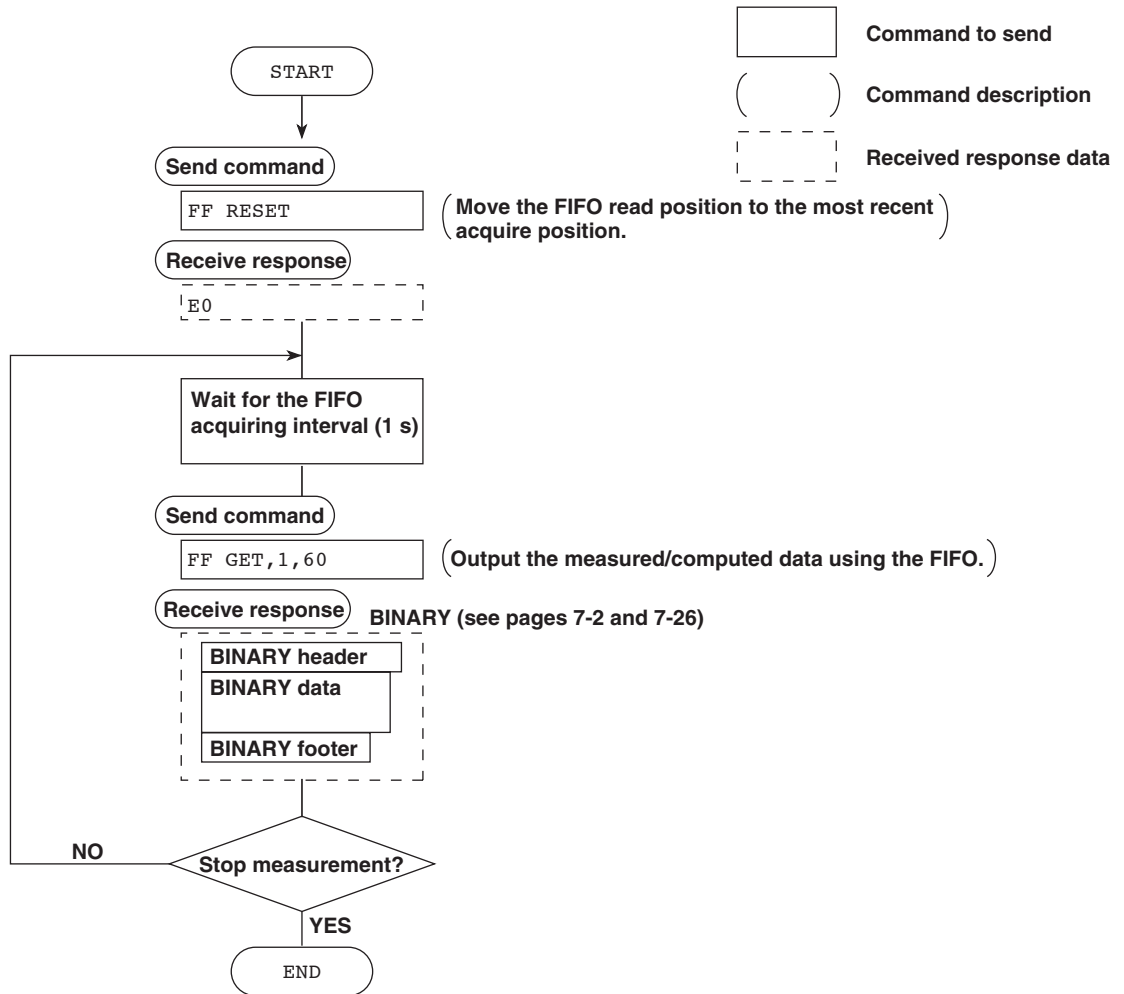 Command to send
START
Command description
Send command
Received response data
FF RESET
Move the FIFO read position to the most recent
acquire position.
Receive response
E0
Wait for the FIFO
acquiring interval (1 s)
Send command
FF GET,1,60
Output the measured/computed data using the FIFO.
Receive response
BINARY (see pages 7-2 and 7-26)
BINARY header
BINARY data
BINARY footer
NO
Stop measurement?
YES
END